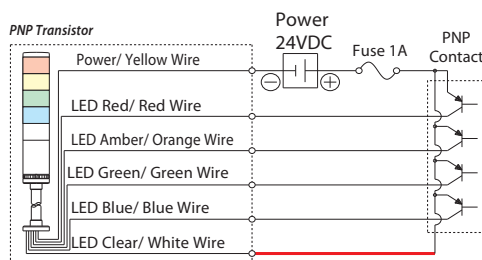 PNP Transistor
Power
24VDC
Fuse 1A
PNP
Contact
Power/ Yellow Wire
LED Red/ Red Wire
LED Amber/ Orange Wire
LED Green/ Green Wire
LED Blue/ Blue Wire
LED Clear/ White Wire